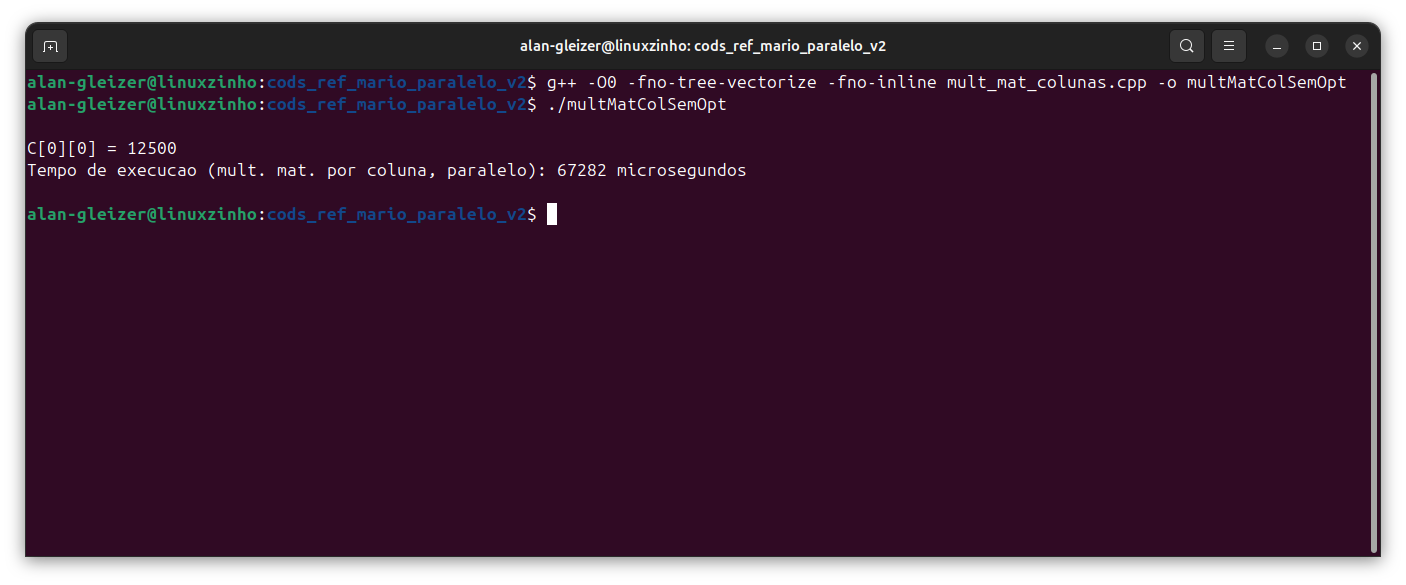 alan-gleizer@linuxzinho: cods_ref_mario_paralelo_v2
alan-gleizer@linuxzinho:cods_ref_mario_paralelo_v2$ g++ -O0 -fno-tree-vectorize -fno-inline mult_mat_colunas.cpp -o multMatColSemOpt
alan-gleizer@linuxzinho:cods_ref_mario_paralelo_v2$ ./multMatColSemOpt
C[0][0] = 12500
Tempo de execucao (mult. mat. por coluna, paralelo): 67282 microsegundos
alan-gleizer@linuxzinho:cods_ref_mario_paralelo_v2$